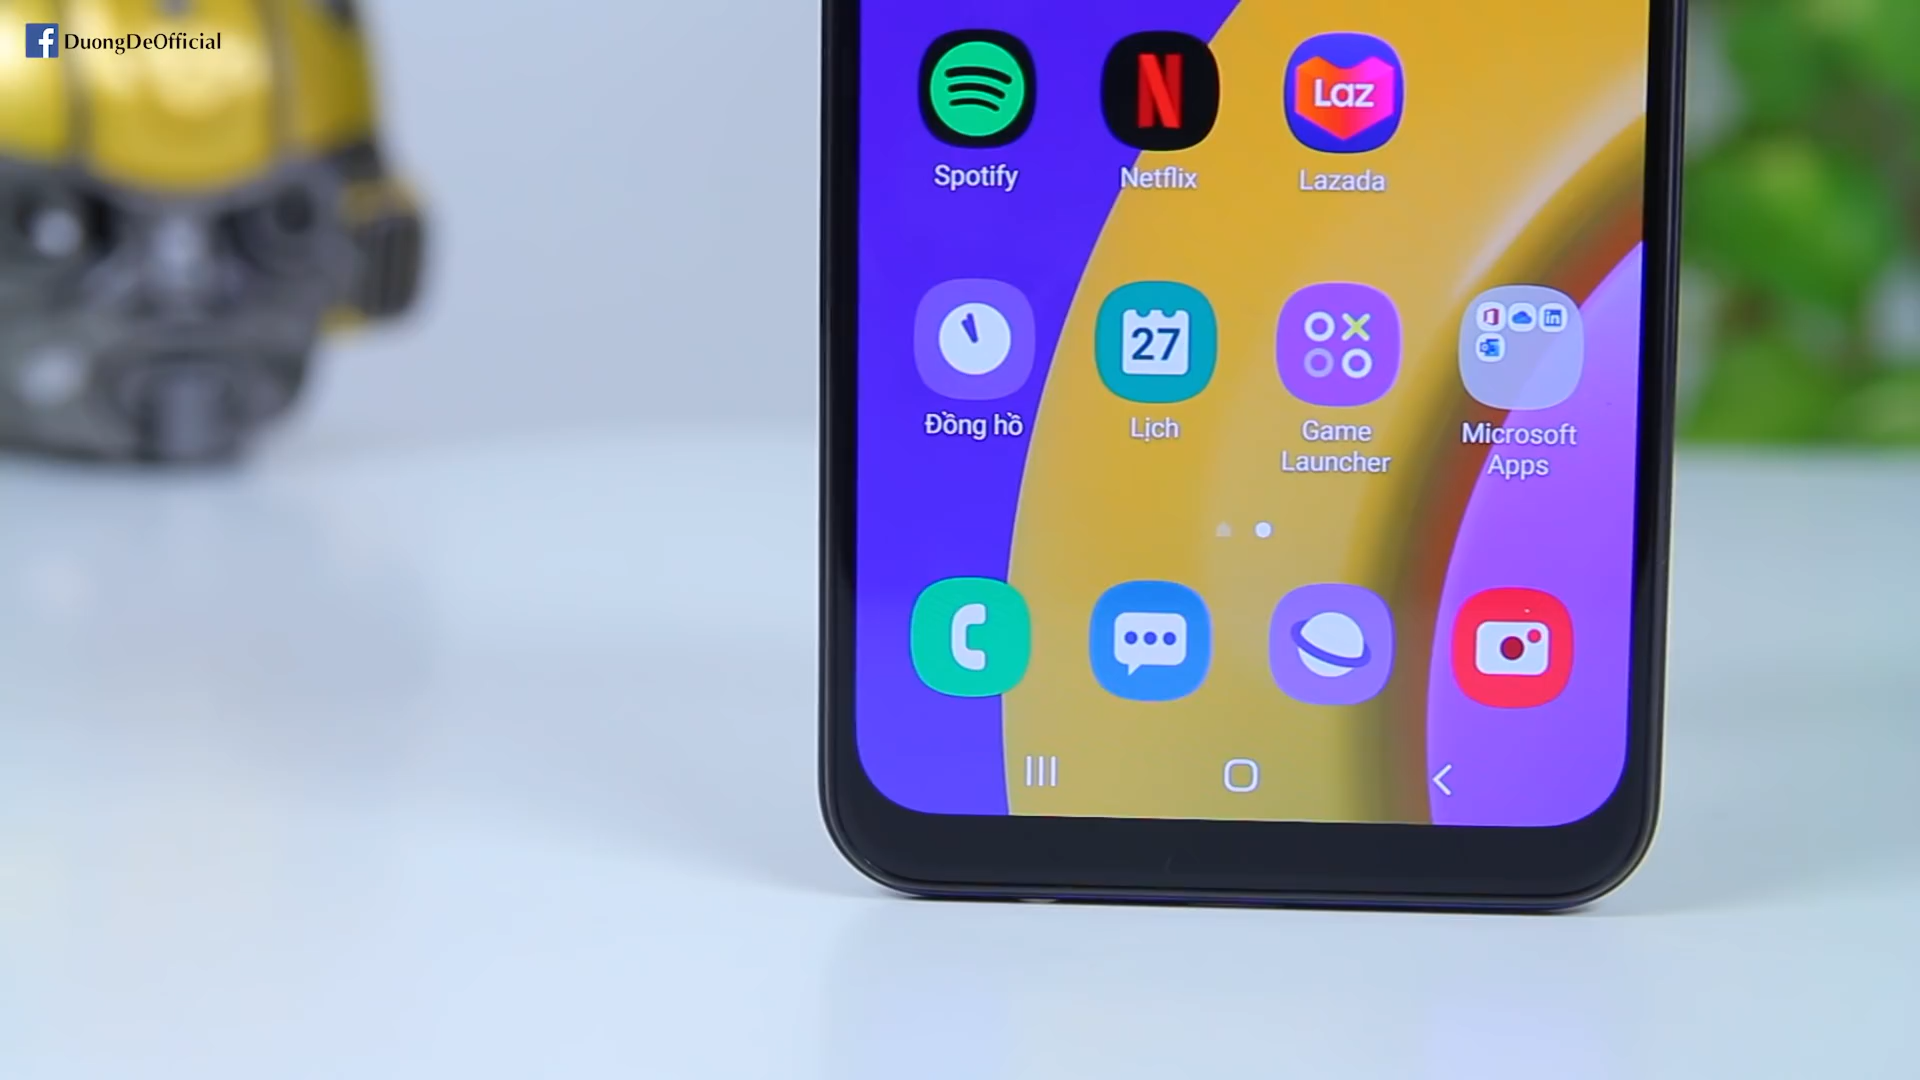 DuongDeOfficial
Laz
Spotify
Netflix
Lazada
27
Đồng hồ
Lịch
Game
Launcher
Microsoft
Apps